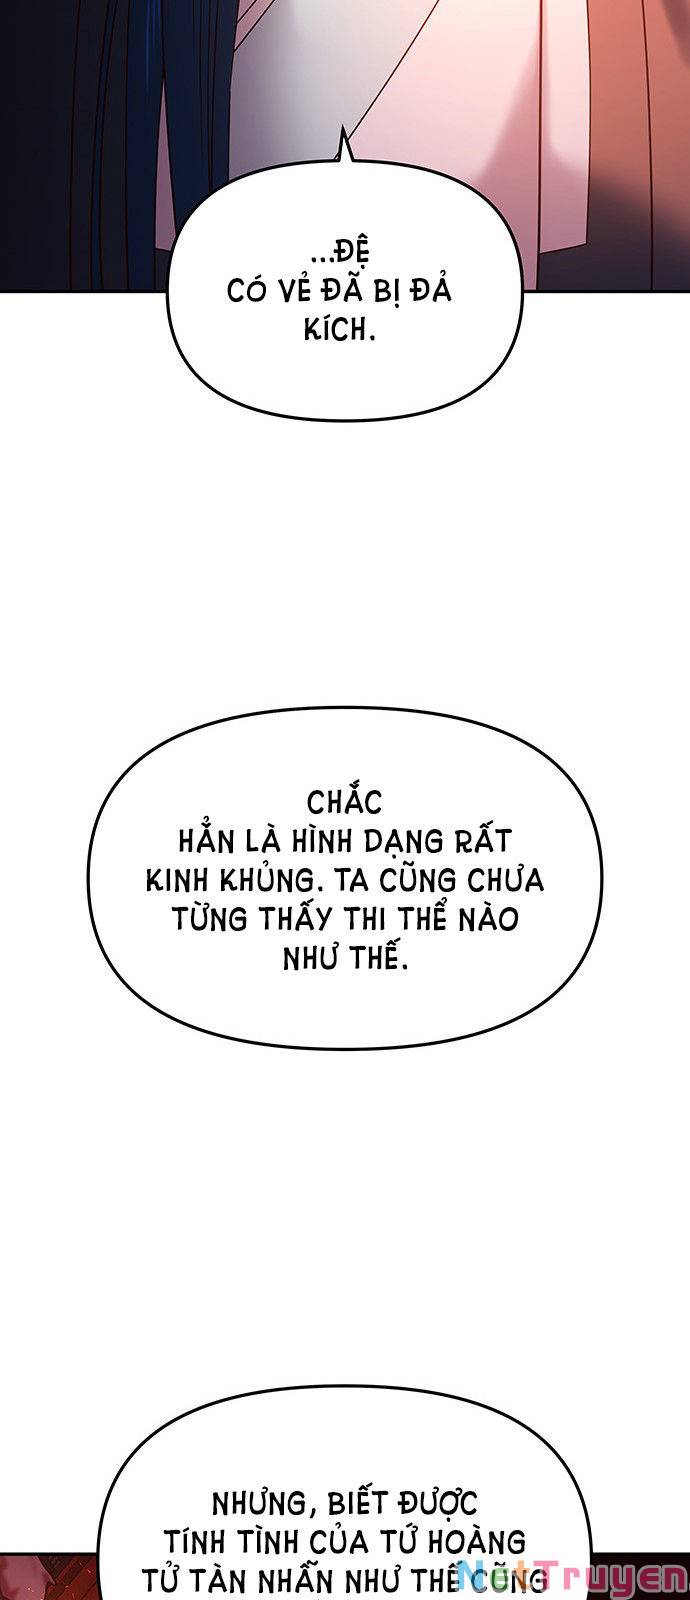 ...ĐỆ
CÓ VẺ ĐÃ BỊ ĐẢ
KÍCH.
CHẮC
HẲN LÀ HÌNH DẠNG RẤT
KINH KHỦNG. TA CŨNG CHƯA
TỪNG THẤY THI THỂ NÀO
NHƯ THẾ.
NHƯNG, BIẾT ĐƯỢC
TÍNH TÌNH CỦA TỨ HOÀNG
TỬ TÀN NHẪN NHƯ THẾ CŨNG
NetTruyen